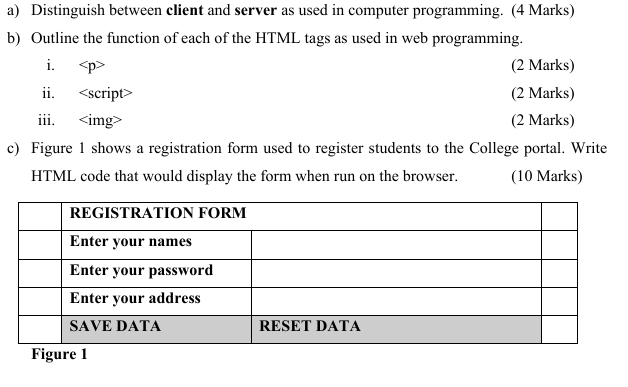 a) Distinguish between client and server as used in computer programming. (4 Marks)
b) Outline the function of each of the HTML tags as used in web programming.
i. <p> (2 Marks)
ii. <script> (2 Marks)
iii. <img> (2 Marks)
c) Figure 1 shows a registration form used to register students to the College portal. Write
HTML code that would display the form when run on the browser. (10 Marks)
REGISTRATION FORM
Enter your names
Enter your password
Enter your address
SAVE DATA RESET DATA
Figure 1